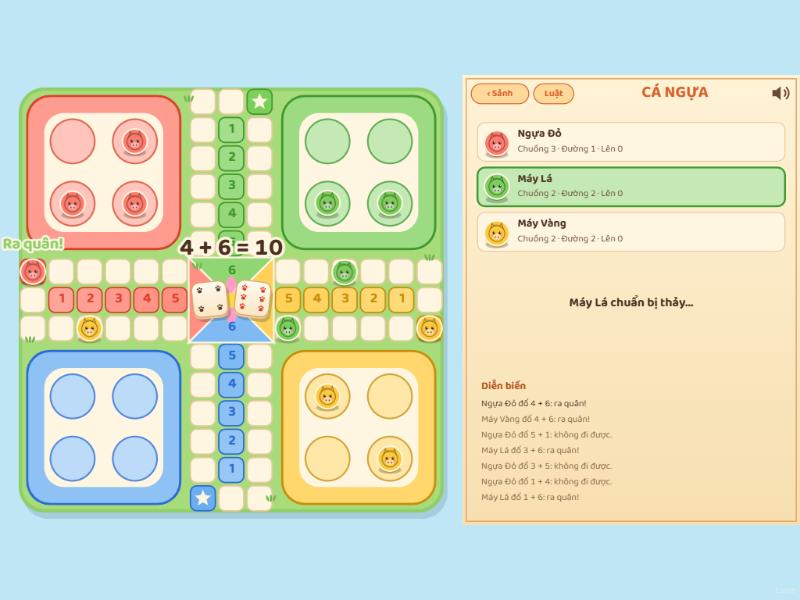 ‹ Sảnh
Luật
CÁ NGỰA
Ngựa Đỏ
Chuồng 3 · Đường 1 · Lên 0
Máy Lá
Chuồng 2 · Đường 2 · Lên 0
Máy Vàng
Chuồng 2 · Đường 2 · Lên 0
Máy Lá chuẩn bị thảy...
Diễn biến
Ngựa Đỏ đổ 4 + 6: ra quân!
Máy Vàng đổ 4 + 6: ra quân!
Ngựa Đỏ đổ 5 + 1: không đi được.
Máy Lá đổ 3 + 6: ra quân!
Ngựa Đỏ đổ 3 + 5: không đi được.
Ngựa Đỏ đổ 1 + 4: không đi được.
Máy Lá đổ 1 + 6: ra quân!
1
2
3
4
Ra quân!
4 + 6 = 10
6
1 2 3 4 5
5 4 3 2 1
6
5
4
3
2
1